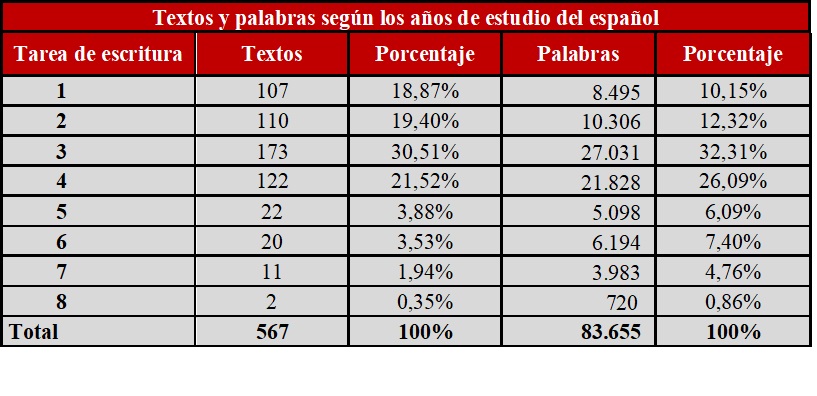 Textos y palabras según los años de estudio del español
Tarea de escritura Textos Porcentaje Palabras Porcentaje
1 107 18,87% 8.495 10,15%
2 110 19,40% 10.306 12,32%
3 173 30,51% 27.031 32,31%
4 122 21,52% 21.828 26,09%
5 22 3,88% 5.098 6,09%
6 20 3,53% 6.194 7,40%
7 11 1,94% 3.983 4,76%
8 2 0,35% 720 0,86%
Total 567 100% 83.655 100%